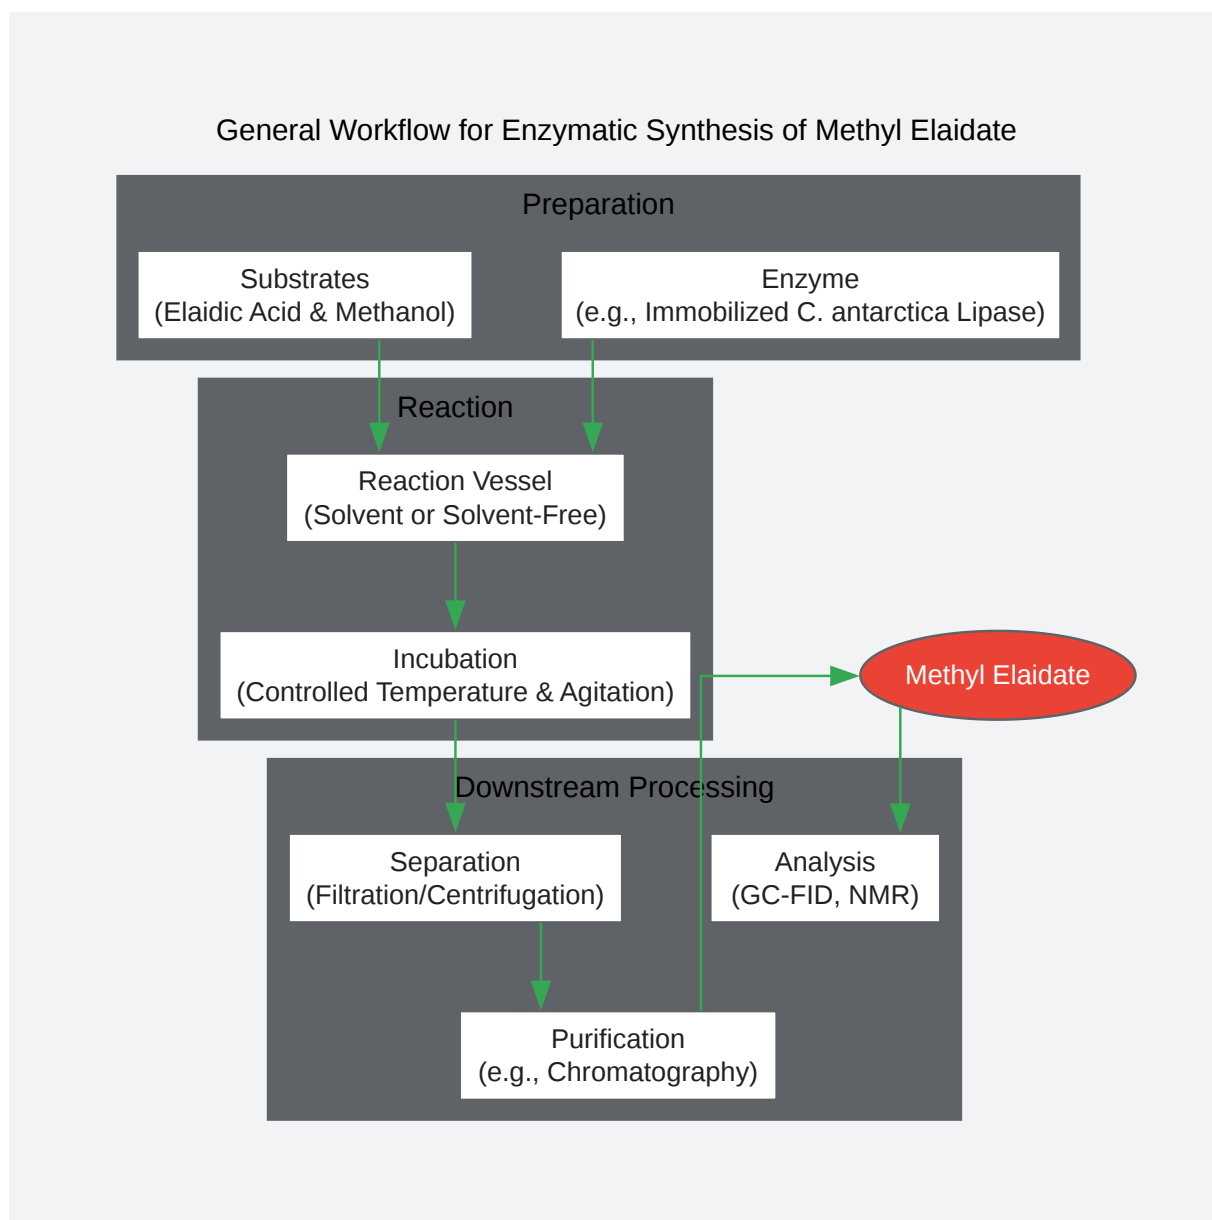 General Workflow for Enzymatic Synthesis of Methyl Elaidate
Preparation
Substrates
(Elaidic Acid & Methanol)
Enzyme
(e.g., Immobilized C. antarctica Lipase)
Reaction
Reaction Vessel
(Solvent or Solvent-Free)
Incubation
(Controlled Temperature & Agitation)
Methyl Elaidate
Downstream Processing
Separation
(Filtration/Centrifugation)
Analysis
(GC-FID, NMR)
Purification
(e.g., Chromatography)